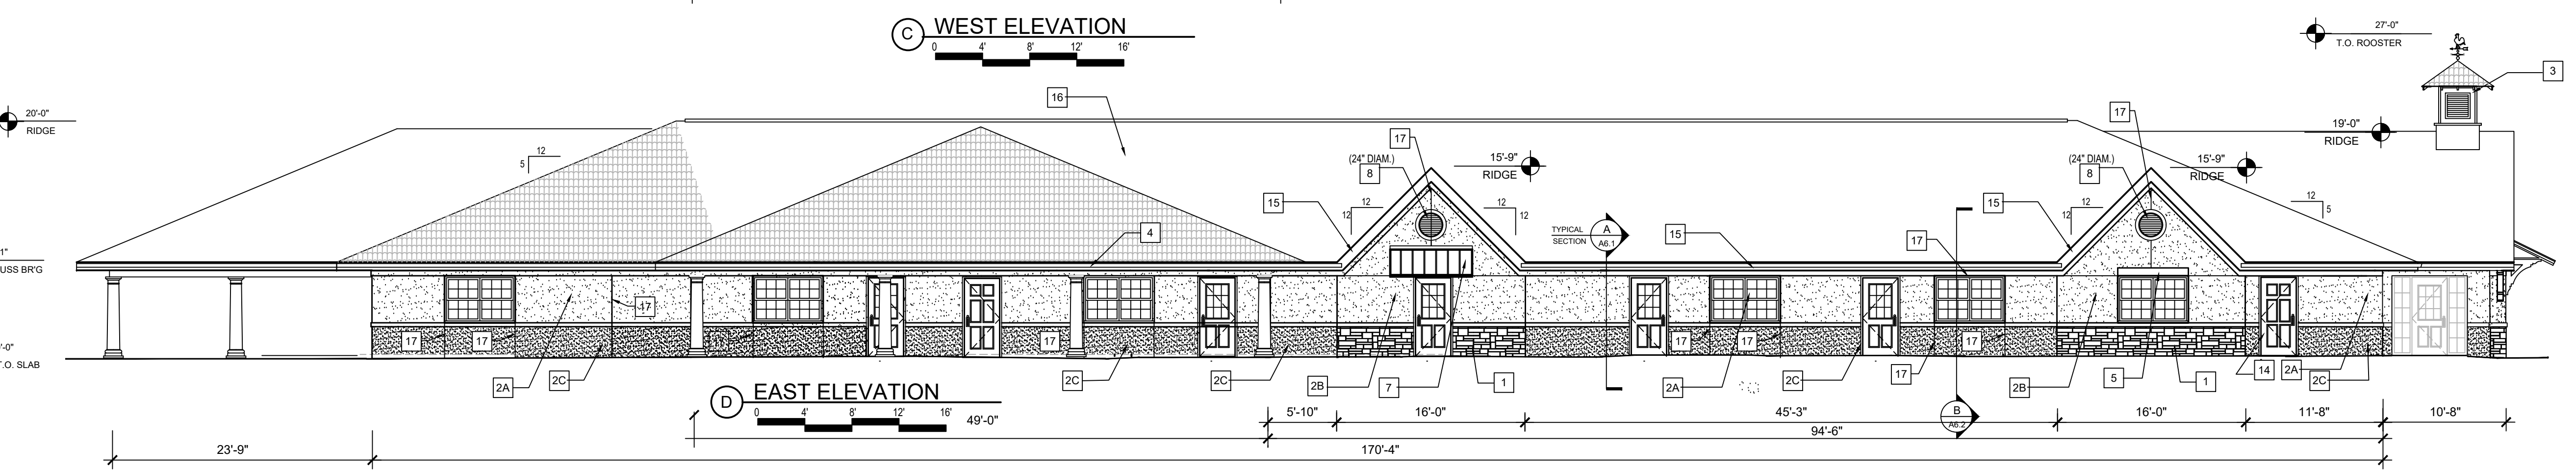 C WEST ELEVATION
0 4' 8' 12' 16'
27'-0"
T.O. ROOSTER
3
16
20'-0"
RIDGE
17
17
19'-0"
RIDGE
12
5
(24" DIAM.)
8
15'-9"
RIDGE
(24" DIAM.)
8
15'-9"
RIDGE
15
12
12
12
12
15
12
12
12
5
4
TYPICAL
SECTION
A
A6.1
15
17
1"
USS BR'G
17
17
17
17
17
17
17
17
'-0"
T.O. SLAB
2A
2C
2C
2C
2B
7
1
2A
2C
17
2B
5
1
14
2A
2C
D EAST ELEVATION
0 4' 8' 12' 16'
49'-0"
5'-10"
16'-0"
45'-3"
B
A6.2
16'-0"
11'-8"
10'-8"
94'-6"
23'-9"
170'-4"